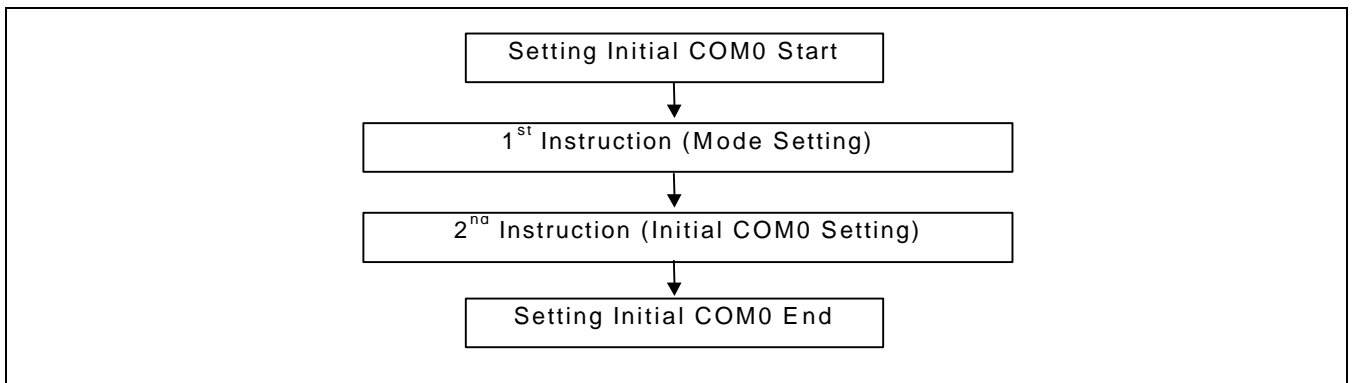 Setting Initial COM0 Start
1st Instruction (Mode Setting)
2nd Instruction (Initial COM0 Setting)
Setting Initial COM0 End